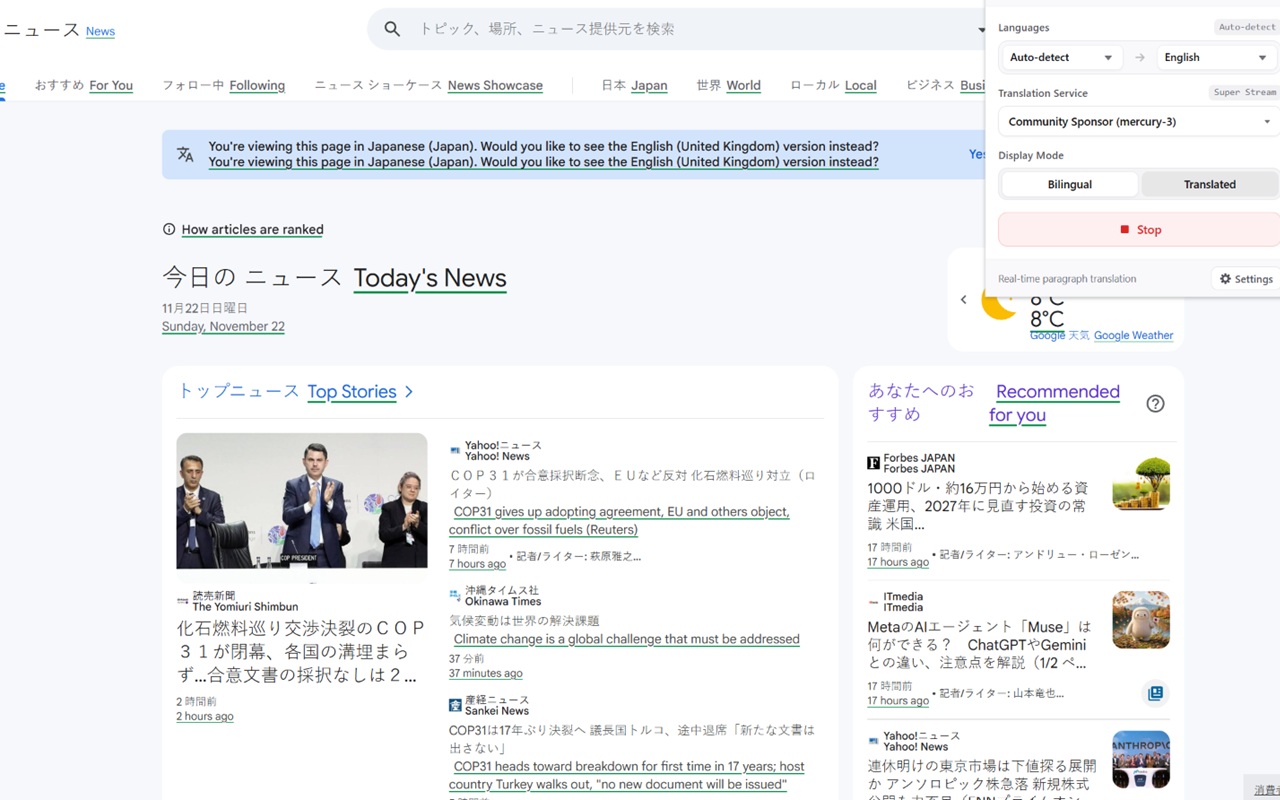 ニュース News
トピック、場所、ニュース提供元を検索
おすすめ For You フォロー中 Following ニュース ショーケース News Showcase 日本 Japan 世界 World ローカル Local ビジネス Busi
You're viewing this page in Japanese (Japan). Would you like to see the English (United Kingdom) version instead?
You're viewing this page in Japanese (Japan). Would you like to see the English (United Kingdom) version instead?
Yes
Languages Auto-detect
Auto-detect → English
Translation Service Super Stream
Community Sponsor (mercury-3)
Display Mode
Bilingual Translated
Stop
Real-time paragraph translation Settings
How articles are ranked
今日の ニュース Today's News
11月22日日曜日
Sunday, November 22
8°C
8°C
Google 天気 Google Weather
トップニュース Top Stories
COP PRESIDENT
読売新聞
The Yomiuri Shimbun
化石燃料巡り交渉決裂のＣＯＰ
３１が閉幕、各国の溝埋まら
ず...合意文書の採択なしは２...
2 時間前
2 hours ago
Yahoo!ニュース
Yahoo! News
ＣＯＰ３１が合意採択断念、ＥＵなど反対 化石燃料巡り対立（ロ
イター）
COP31 gives up adopting agreement, EU and others object,
conflict over fossil fuels (Reuters)
7 時間前
7 hours ago • 記者/ライター: 萩原雅之...
沖縄タイムス社
Okinawa Times
気候変動は世界の解決課題
Climate change is a global challenge that must be addressed
37 分前
37 minutes ago
産経ニュース
Sankei News
COP31は17年ぶり決裂へ 議長国トルコ、途中退席「新たな文書は
出さない」
COP31 heads toward breakdown for first time in 17 years; host
country Turkey walks out, "no new document will be issued"
あなたへのお
すすめ
Recommended
for you
Forbes JAPAN
Forbes JAPAN
1000ドル・約16万円から始める資
産運用、2027年に見直す投資の常
識 米国...
17 時間前
17 hours ago • 記者/ライター: アンドリュー・ローゼン...
ITmedia
ITmedia
MetaのAIエージェント「Muse」は
何ができる？ ChatGPTやGemini
との違い、注意点を解説（1/2 ペ...
17 時間前
17 hours ago • 記者/ライター: 山本竜也...
Yahoo!ニュース
Yahoo! News
連休明けの東京市場は下値探る展開
か アンソロピック株急落 新規株式
ANTHROPIC